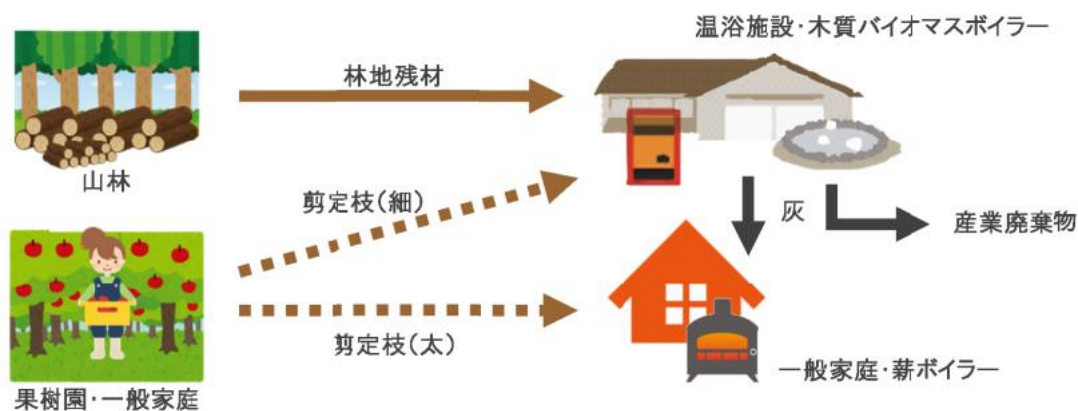 温浴施設・木質バイオマスボイラー
林地残材
山林
剪定枝(細)
灰
産業廃棄物
剪定枝(太)
一般家庭・薪ボイラー
果樹園・一般家庭